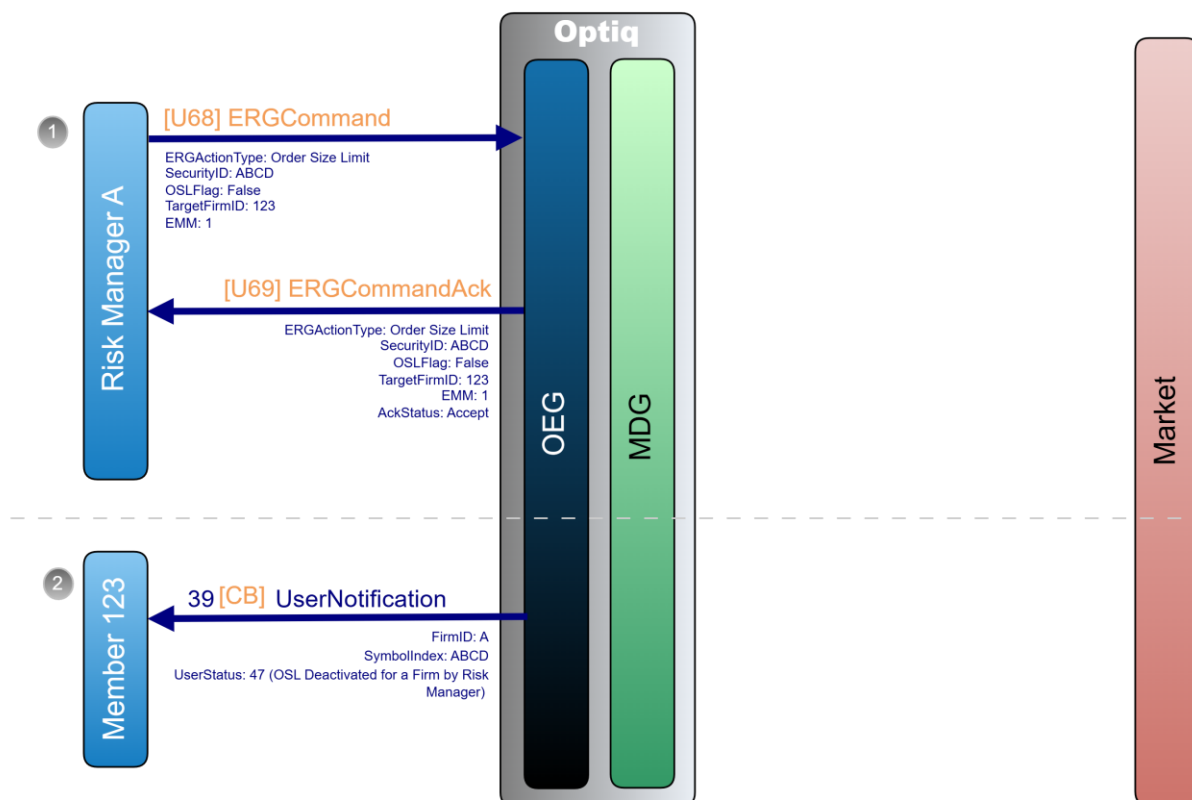 Optiq
1
[U68] ERGCommand
ERGActionType: Order Size Limit
SecurityID: ABCD
OSLFlag: False
TargetFirmID: 123
EMM: 1
Risk Manager A
[U69] ERGCommandAck
ERGActionType: Order Size Limit
SecurityID: ABCD
OSLFlag: False
TargetFirmID: 123
EMM: 1
AckStatus: Accept
OEG
MDG
Market
2
Member 123
39 [CB] UserNotification
FirmID: A
SymbolIndex: ABCD
UserStatus: 47 (OSL Deactivated for a Firm by Risk
Manager)